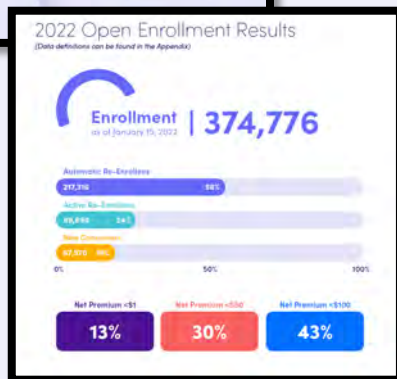 2022 Open Enrollment Results
(Data definitions can be found in the Appendix)
Enrollment | 374,776
as of January 15, 2022
Automatic Re-Enrollees
58%
Active Re-Enrollees
24%
New Consumers
18%
0% 50% 100%
Net Premium <$1 Net Premium <$50 Net Premium <$100
13% 30% 43%